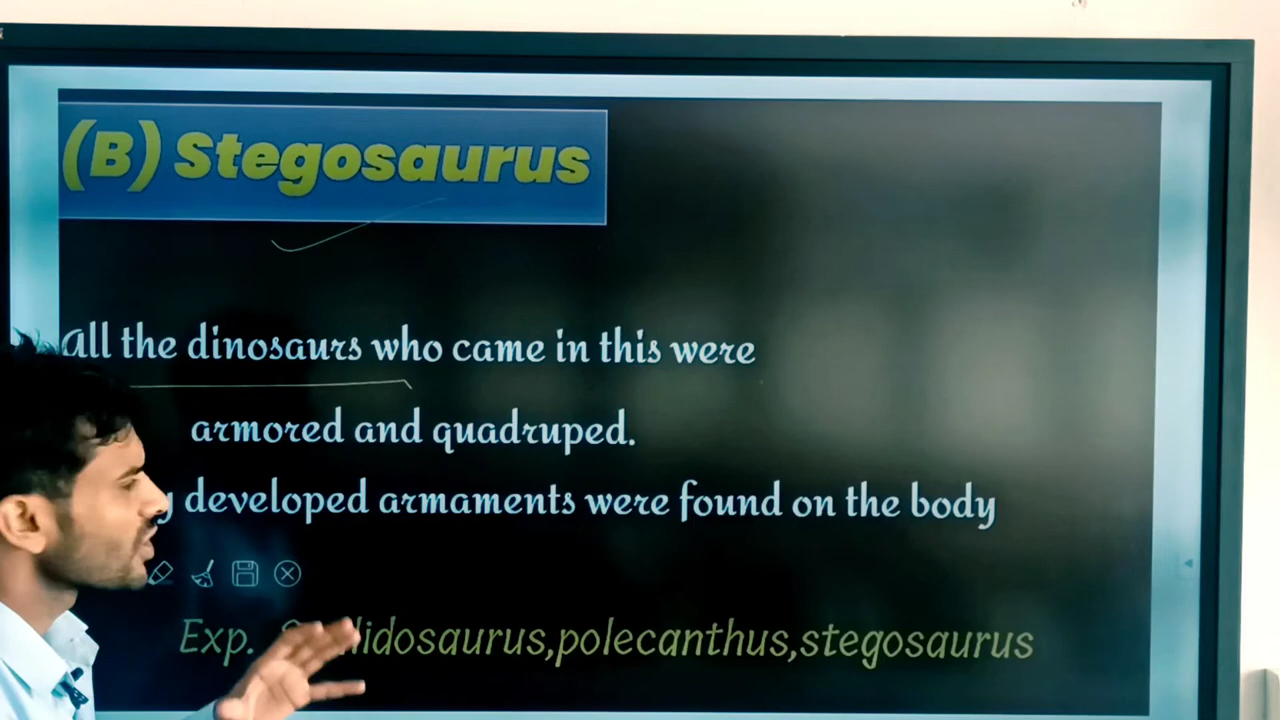 (B) Stegosaurus
All the dinosaurs who came in this were
armored and quadruped.
developed armaments were found on the body
Exp. polecanthus,stegosaurus